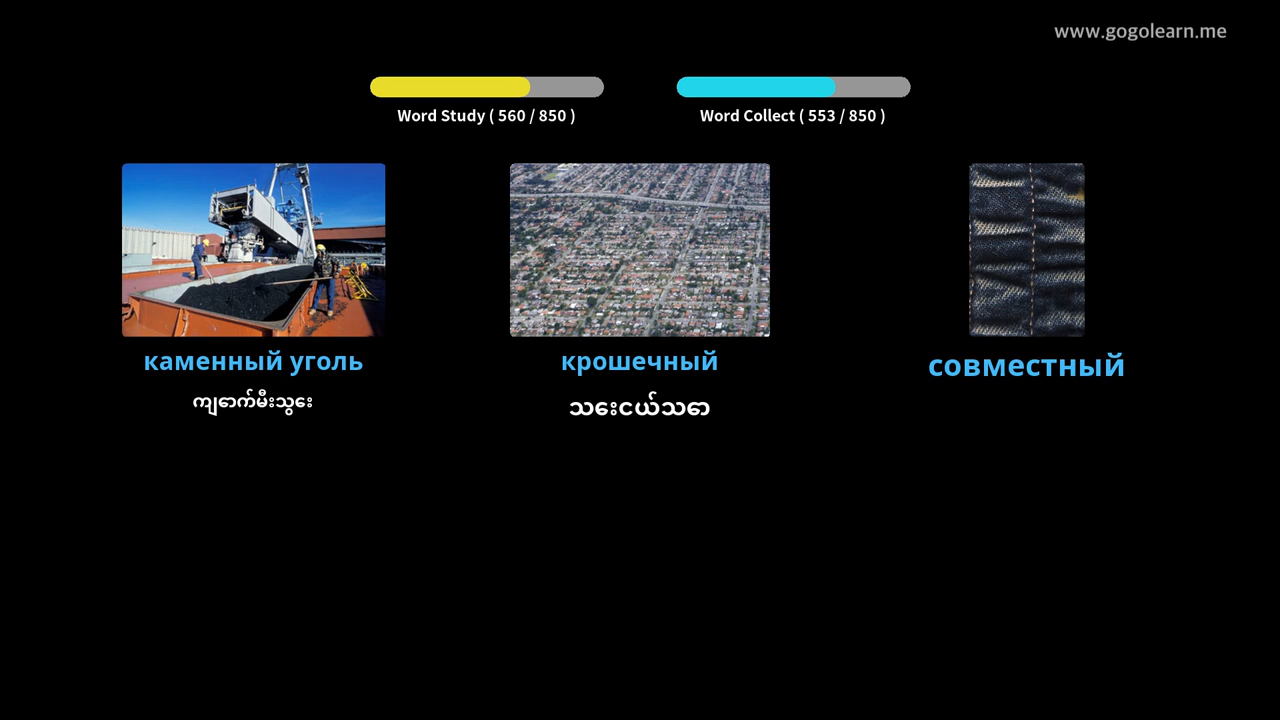 www.gogolearn.me
Word Study ( 560 / 850 )
Word Collect ( 553 / 850 )
каменный уголь
крошечный
совместный
ကျောက်မီးသွေး
သေးငယ်သော